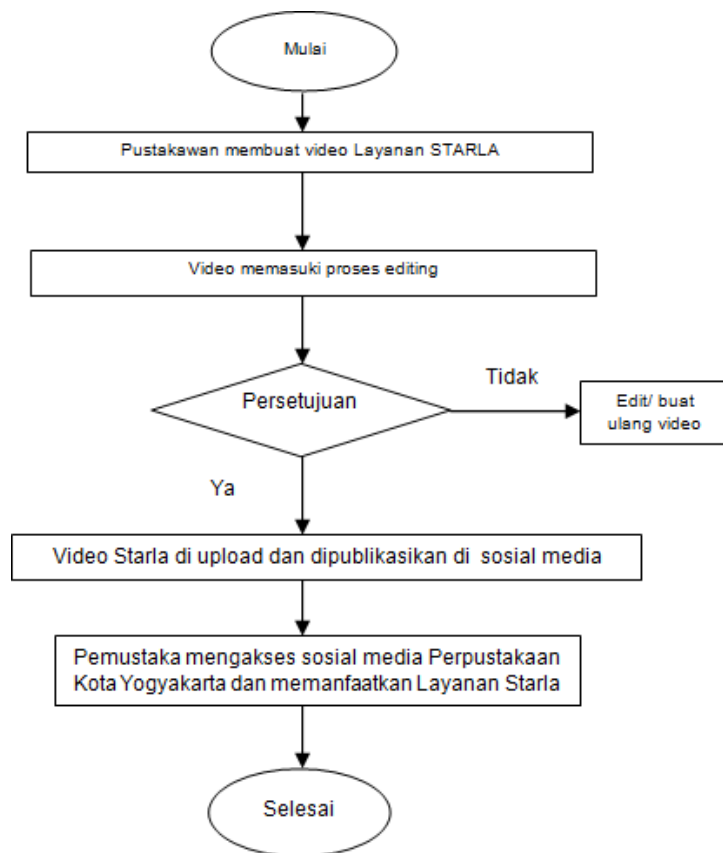 Mulai
Pustakawan membuat video Layanan STARLA
Video memasuki proses editing
Persetujuan
Tidak
Edit/ buat
ulang video
Ya
Video Starla di upload dan dipublikasikan di sosial media
Pemustaka mengakses sosial media Perpustakaan
Kota Yogyakarta dan memanfaatkan Layanan Starla
Selesai